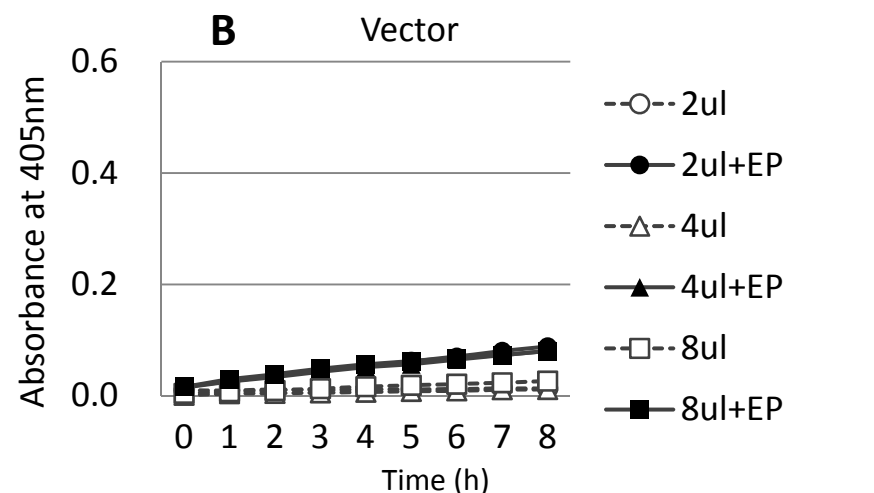 B Vector
Absorbance at 405nm
0.6
0.4
0.2
0.0
0 1 2 3 4 5 6 7 8
Time (h)
2ul
2ul+EP
4ul
4ul+EP
8ul
8ul+EP